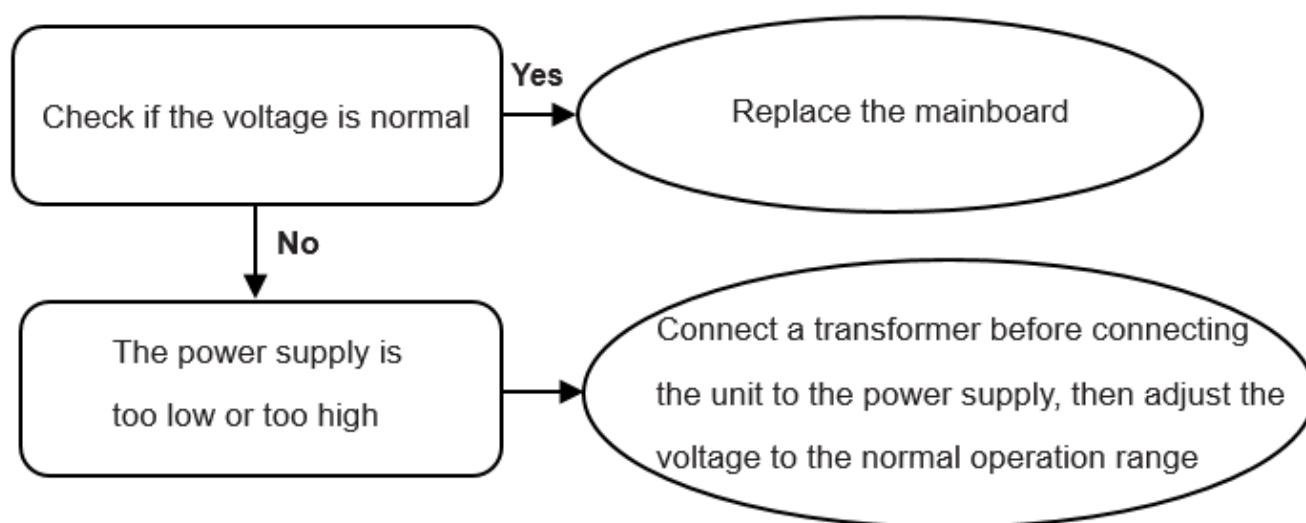 Check if the voltage is normal
Yes
Replace the mainboard
No
The power supply is
too low or too high
Connect a transformer before connecting
the unit to the power supply, then adjust the
voltage to the normal operation range